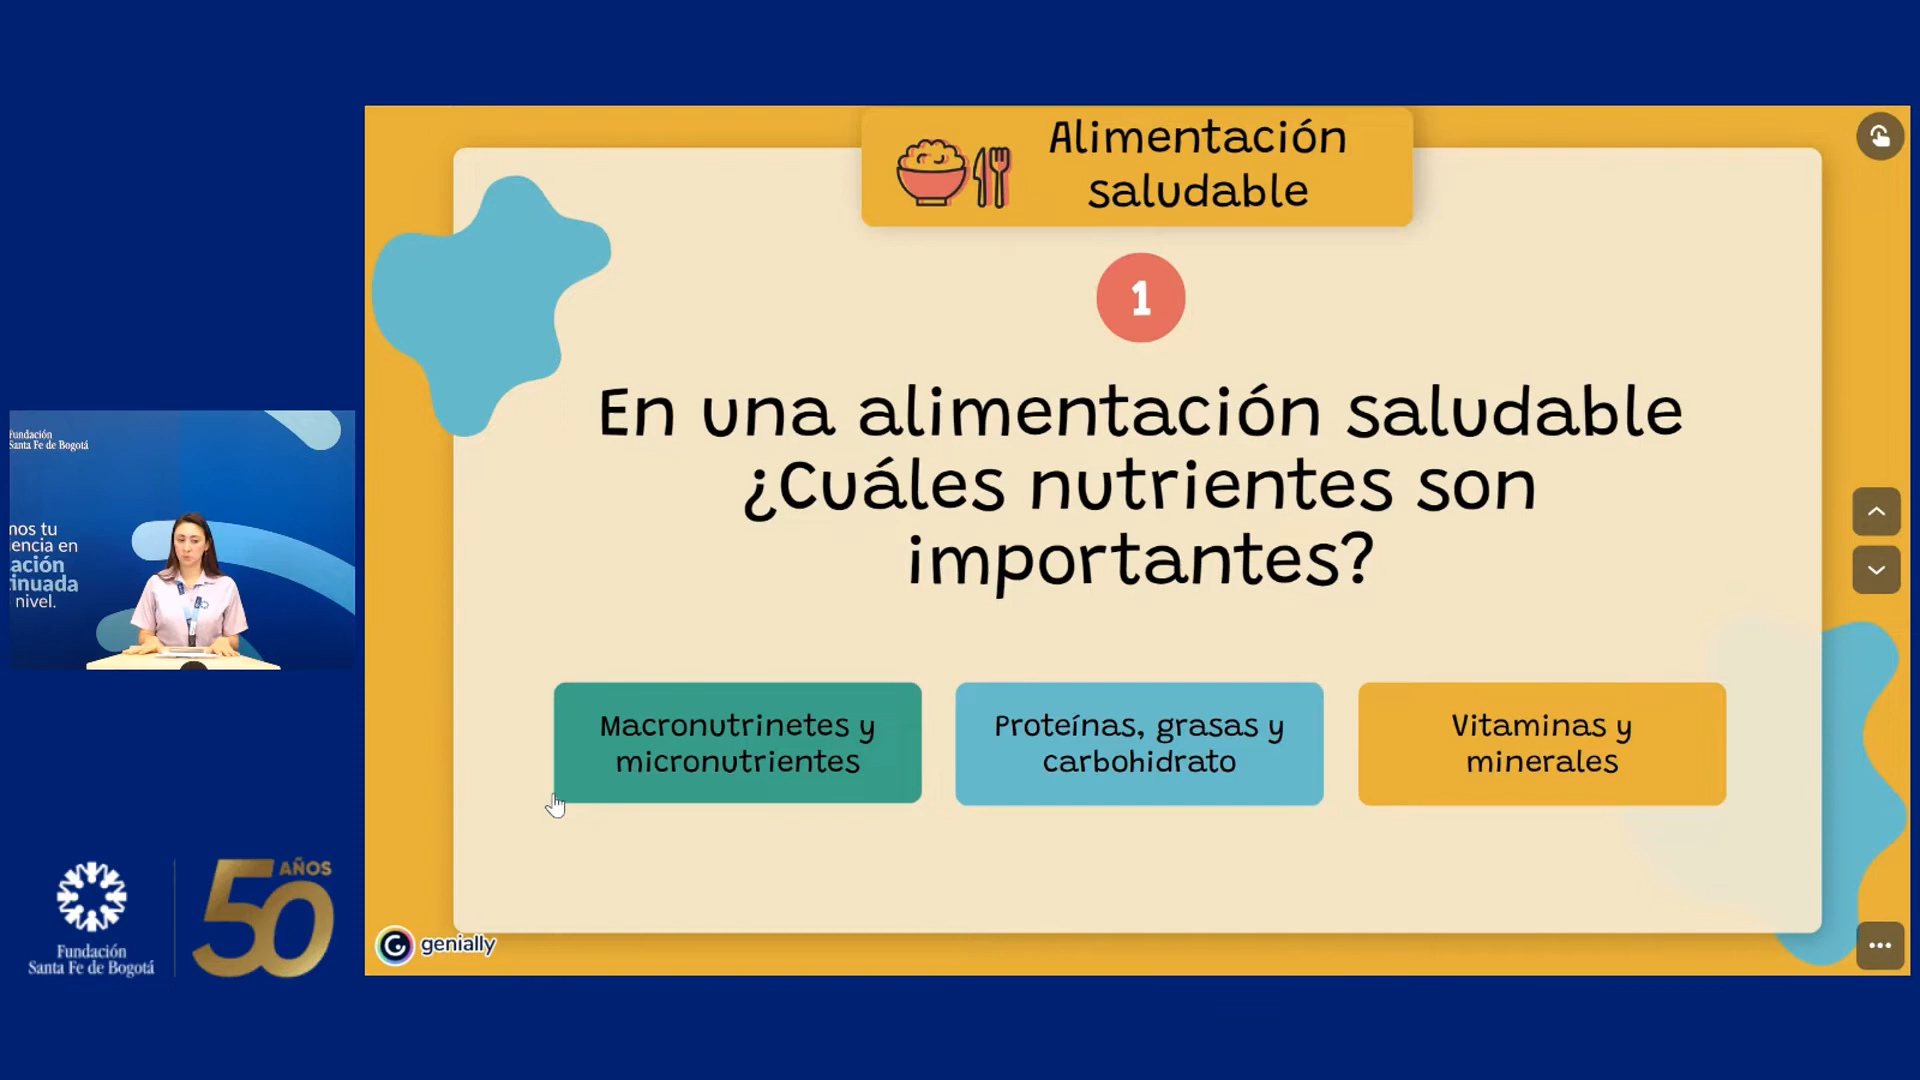 Alimentación
saludable
1
En una alimentación saludable
¿Cuáles nutrientes son
importantes?
Macronutrinetes y
micronutrientes
Proteínas, grasas y
carbohidrato
Vitaminas y
minerales
genially
Fundación
Santa Fe de Bogotá
mos tu
encia en
ación
inuada
nivel.
Fundación
Santa Fe de Bogotá
50 AÑOS